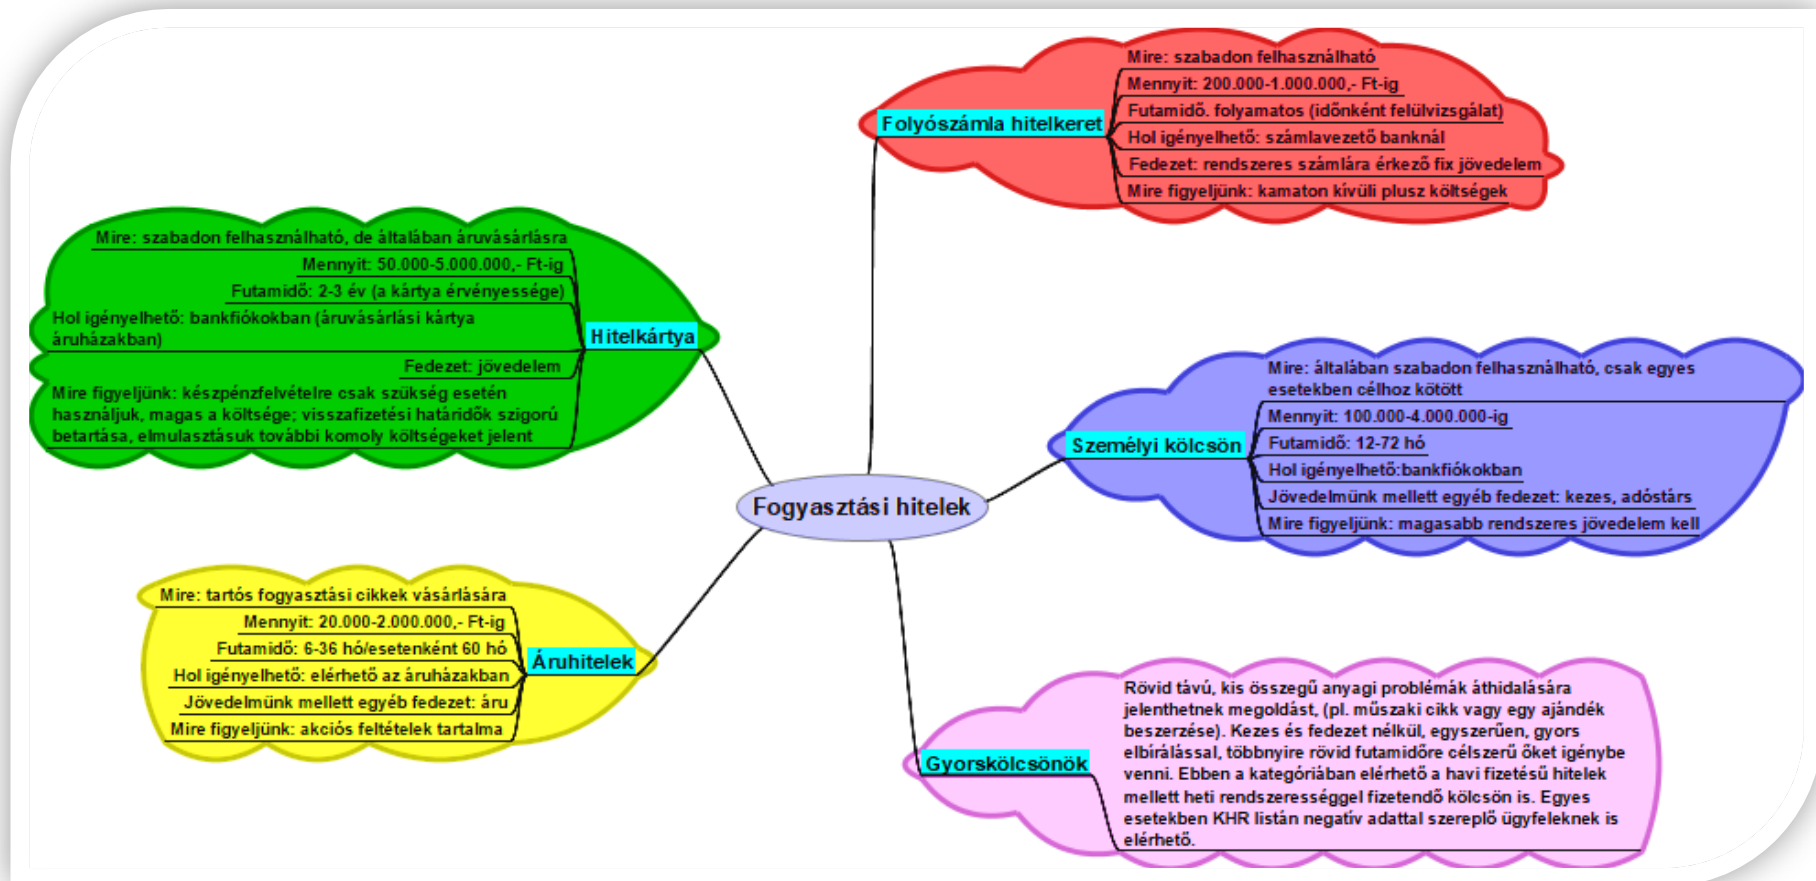 Fogyasztási hitelek
Folyószámla hitelkeret
Mire: szabadon felhasználható
Mennyit: 200.000-1.000.000,- Ft-ig
Futamidő. folyamatos (időnként felülvizsgálat)
Hol igényelhető: számlavezető banknál
Fedezet: rendszeres számlára érkező fix jövedelem
Mire figyeljünk: kamaton kívüli plusz költségek
Személyi kölcsön
Mire: általában szabadon felhasználható, csak egyes
esetekben célhoz kötött
Mennyit: 100.000-4.000.000-ig
Futamidő: 12-72 hó
Hol igényelhető:bankfiókokban
Jövedelmünk mellett egyéb fedezet: kezes, adóstárs
Mire figyeljünk: magasabb rendszeres jövedelem kell
Gyorskölcsönök
Rövid távú, kis összegű anyagi problémák áthidalására
jelenthetnek megoldást, (pl. műszaki cikk vagy egy ajándék
beszerzése). Kezes és fedezet nélkül, egyszerűen, gyors
elbírálással, többnyire rövid futamidőre célszerű őket igénybe
venni. Ebben a kategóriában elérhető a havi fizetésű hitelek
mellett heti rendszerességgel fizetendő kölcsön is. Egyes
esetekben KHR listán negatív adattal szereplő ügyfeleknek is
elérhető.
Hitelkártya
Mire: szabadon felhasználható, de általában áruvásárlásra
Mennyit: 50.000-5.000.000,- Ft-ig
Futamidő: 2-3 év (a kártya érvényessége)
Hol igényelhető: bankfiókokban (áruvásárlási kártya
áruházakban)
Fedezet: jövedelem
Mire figyeljünk: készpénzfelvételre csak szükség esetén
használjuk, magas a költsége; visszafizetési határidők szigorú
betartása, elmulasztásuk további komoly költségeket jelent
Áruhitelek
Mire: tartós fogyasztási cikkek vásárlására
Mennyit: 20.000-2.000.000,- Ft-ig
Futamidő: 6-36 hó/esetenként 60 hó
Hol igényelhető: elérhető az áruházakban
Jövedelmünk mellett egyéb fedezet: áru
Mire figyeljünk: akciós feltételek tartalma